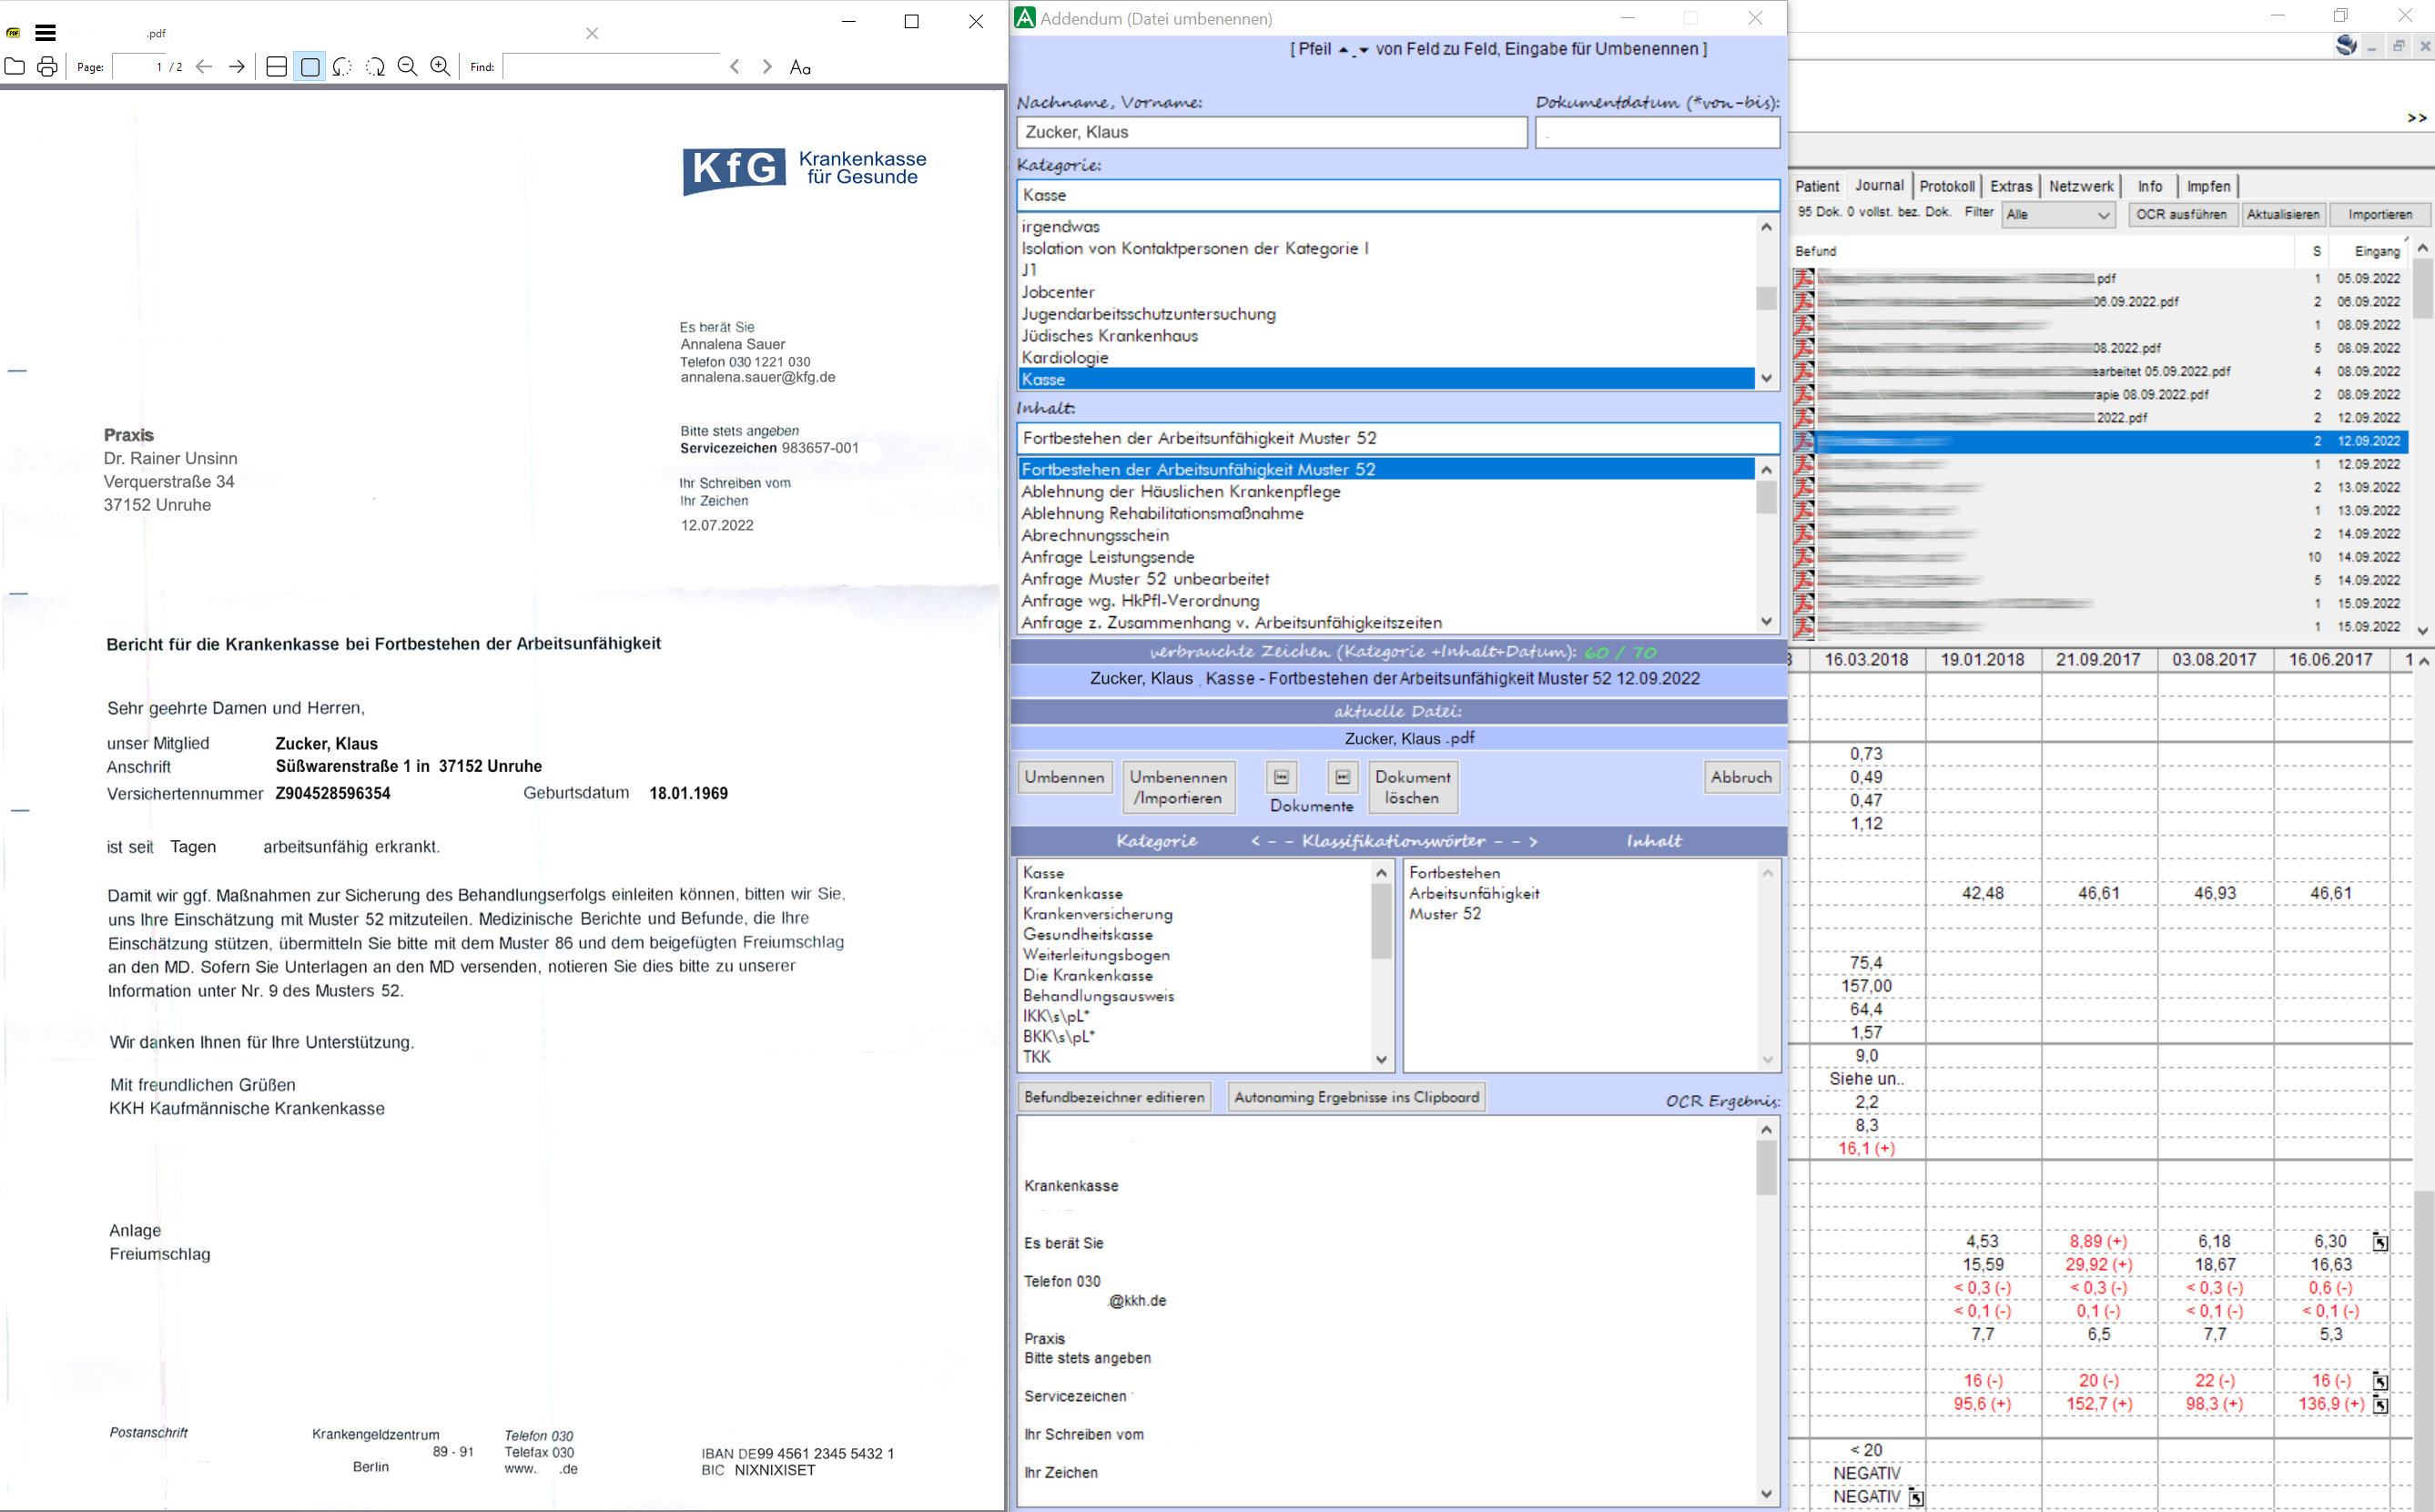 .pdf
Page: 1 / 2 Find: Aa
KfG Krankenkasse
für Gesunde
Es berät Sie
Annalena Sauer
Telefon 030 1221 030
annalena.sauer@kfg.de
Praxis
Dr. Rainer Unsinn
Verquerstraße 34
37152 Unruhe
Bitte stets angeben
Servicezeichen 983657-001
Ihr Schreiben vom
Ihr Zeichen
12.07.2022
Bericht für die Krankenkasse bei Fortbestehen der Arbeitsunfähigkeit
Sehr geehrte Damen und Herren,
unser Mitglied Zucker, Klaus
Anschrift Süßwarenstraße 1 in 37152 Unruhe
Versichertennummer Z904528596354 Geburtsdatum 18.01.1969
ist seit Tagen arbeitsunfähig erkrankt.
Damit wir ggf. Maßnahmen zur Sicherung des Behandlungserfolgs einleiten können, bitten wir Sie,
uns Ihre Einschätzung mit Muster 52 mitzuteilen. Medizinische Berichte und Befunde, die Ihre
Einschätzung stützen, übermitteln Sie bitte mit dem Muster 86 und dem beigefügten Freiumschlag
an den MD. Sofern Sie Unterlagen an den MD versenden, notieren Sie dies bitte zu unserer
Information unter Nr. 9 des Musters 52.
Wir danken Ihnen für Ihre Unterstützung.
Mit freundlichen Grüßen
KKH Kaufmännische Krankenkasse
Anlage
Freiumschlag
Postanschrift
Krankengeldzentrum
89 - 91
Berlin
Telefon 030
Telefax 030
www. .de
IBAN DE99 4561 2345 5432 1
BIC NIXNIXISET
Addendum (Datei umbenennen)
[ Pfeil ▲_▼ von Feld zu Feld, Eingabe für Umbenennen ]
Nachname, Vorname: Dokumentdatum (*von-bis):
Zucker, Klaus
Kategorie:
Kasse
irgendwas
Isolation von Kontaktpersonen der Kategorie I
J1
Jobcenter
Jugendarbeitsschutzuntersuchung
Jüdisches Krankenhaus
Kardiologie
Kasse
Inhalt:
Fortbestehen der Arbeitsunfähigkeit Muster 52
Fortbestehen der Arbeitsunfähigkeit Muster 52
Ablehnung der Häuslichen Krankenpflege
Ablehnung Rehabilitationsmaßnahme
Abrechnungsschein
Anfrage Leistungsende
Anfrage Muster 52 unbearbeitet
Anfrage wg. HkPfl-Verordnung
Anfrage z. Zusammenhang v. Arbeitsunfähigkeitszeiten
verbrauchte Zeichen (Kategorie +Inhalt+Datum): 60 / 70
Zucker, Klaus , Kasse - Fortbestehen der Arbeitsunfähigkeit Muster 52 12.09.2022
aktuelle Datei:
Zucker, Klaus .pdf
Umbennen
Umbenennen
/Importieren
Dokumente
Dokument
löschen
Abbruch
Kategorie < - - Klassifikationswörter - - > Inhalt
Kasse
Krankenkasse
Krankenversicherung
Gesundheitskasse
Weiterleitungsbogen
Die Krankenkasse
Behandlungsausweis
IKK\s\pL*
BKK\s\pL*
TKK
Fortbestehen
Arbeitsunfähigkeit
Muster 52
Befundbezeichner editieren Autonaming Ergebnisse ins Clipboard OCR Ergebnis:
Krankenkasse
Es berät Sie
Telefon 030
.@kkh.de
Praxis
Bitte stets angeben
Servicezeichen
Ihr Schreiben vom
Ihr Zeichen
>>
Patient Journal Protokoll Extras Netzwerk Info Impfen
95 Dok. 0 vollst. bez. Dok. Filter Alle OCR ausführen Aktualisieren Importieren
Befund S Eingang
.pdf 1 05.09.2022
06.09.2022.pdf 2 06.09.2022
1 08.09.2022
08.2022.pdf 5 08.09.2022
earbeitet 05.09.2022.pdf 4 08.09.2022
rapie 08.09.2022.pdf 2 08.09.2022
.2022.pdf 2 12.09.2022
2 12.09.2022
1 12.09.2022
2 13.09.2022
1 13.09.2022
2 14.09.2022
10 14.09.2022
5 14.09.2022
1 15.09.2022
1 15.09.2022
16.03.2018 19.01.2018 21.09.2017 03.08.2017 16.06.2017 1
0,73
0,49
0,47
1,12
42,48 46,61 46,93 46,61
75,4
157,00
64,4
1,57
9,0
Siehe un..
2,2
8,3
16,1 (+)
4,53 8,89 (+) 6,18 6,30
15,59 29,92 (+) 18,67 16,63
< 0,3 (-) < 0,3 (-) < 0,3 (-) 0,6 (-)
< 0,1 (-) 0,1 (-) < 0,1 (-) < 0,1 (-)
7,7 6,5 7,7 5,3
16 (-) 20 (-) 22 (-) 16 (-)
95,6 (+) 152,7 (+) 98,3 (+) 136,9 (+)
< 20
NEGATIV
NEGATIV